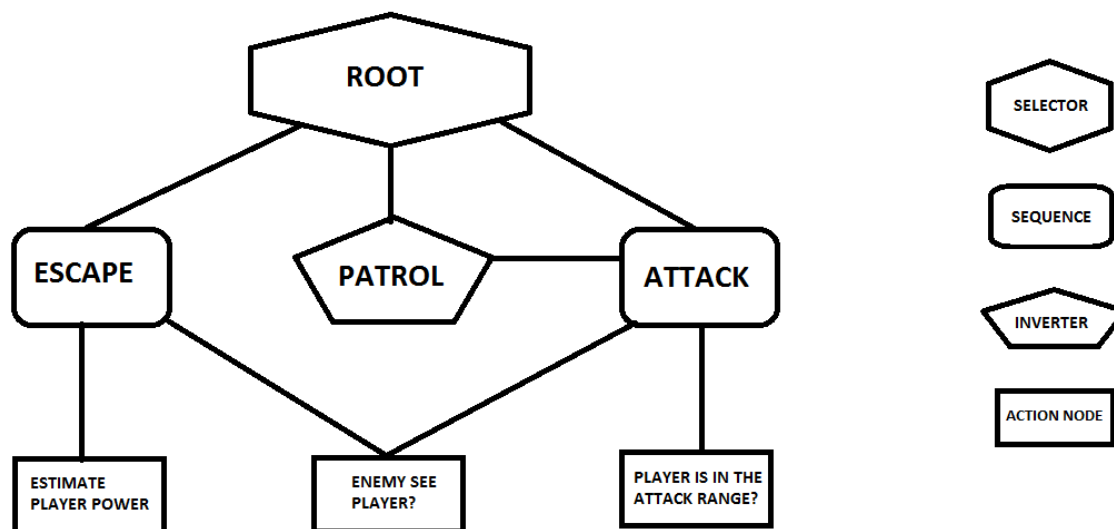 ROOT
ESCAPE
PATROL
ATTACK
ESTIMATE
PLAYER POWER
ENEMY SEE
PLAYER?
PLAYER IS IN THE
ATTACK RANGE?
SELECTOR
SEQUENCE
INVERTER
ACTION NODE